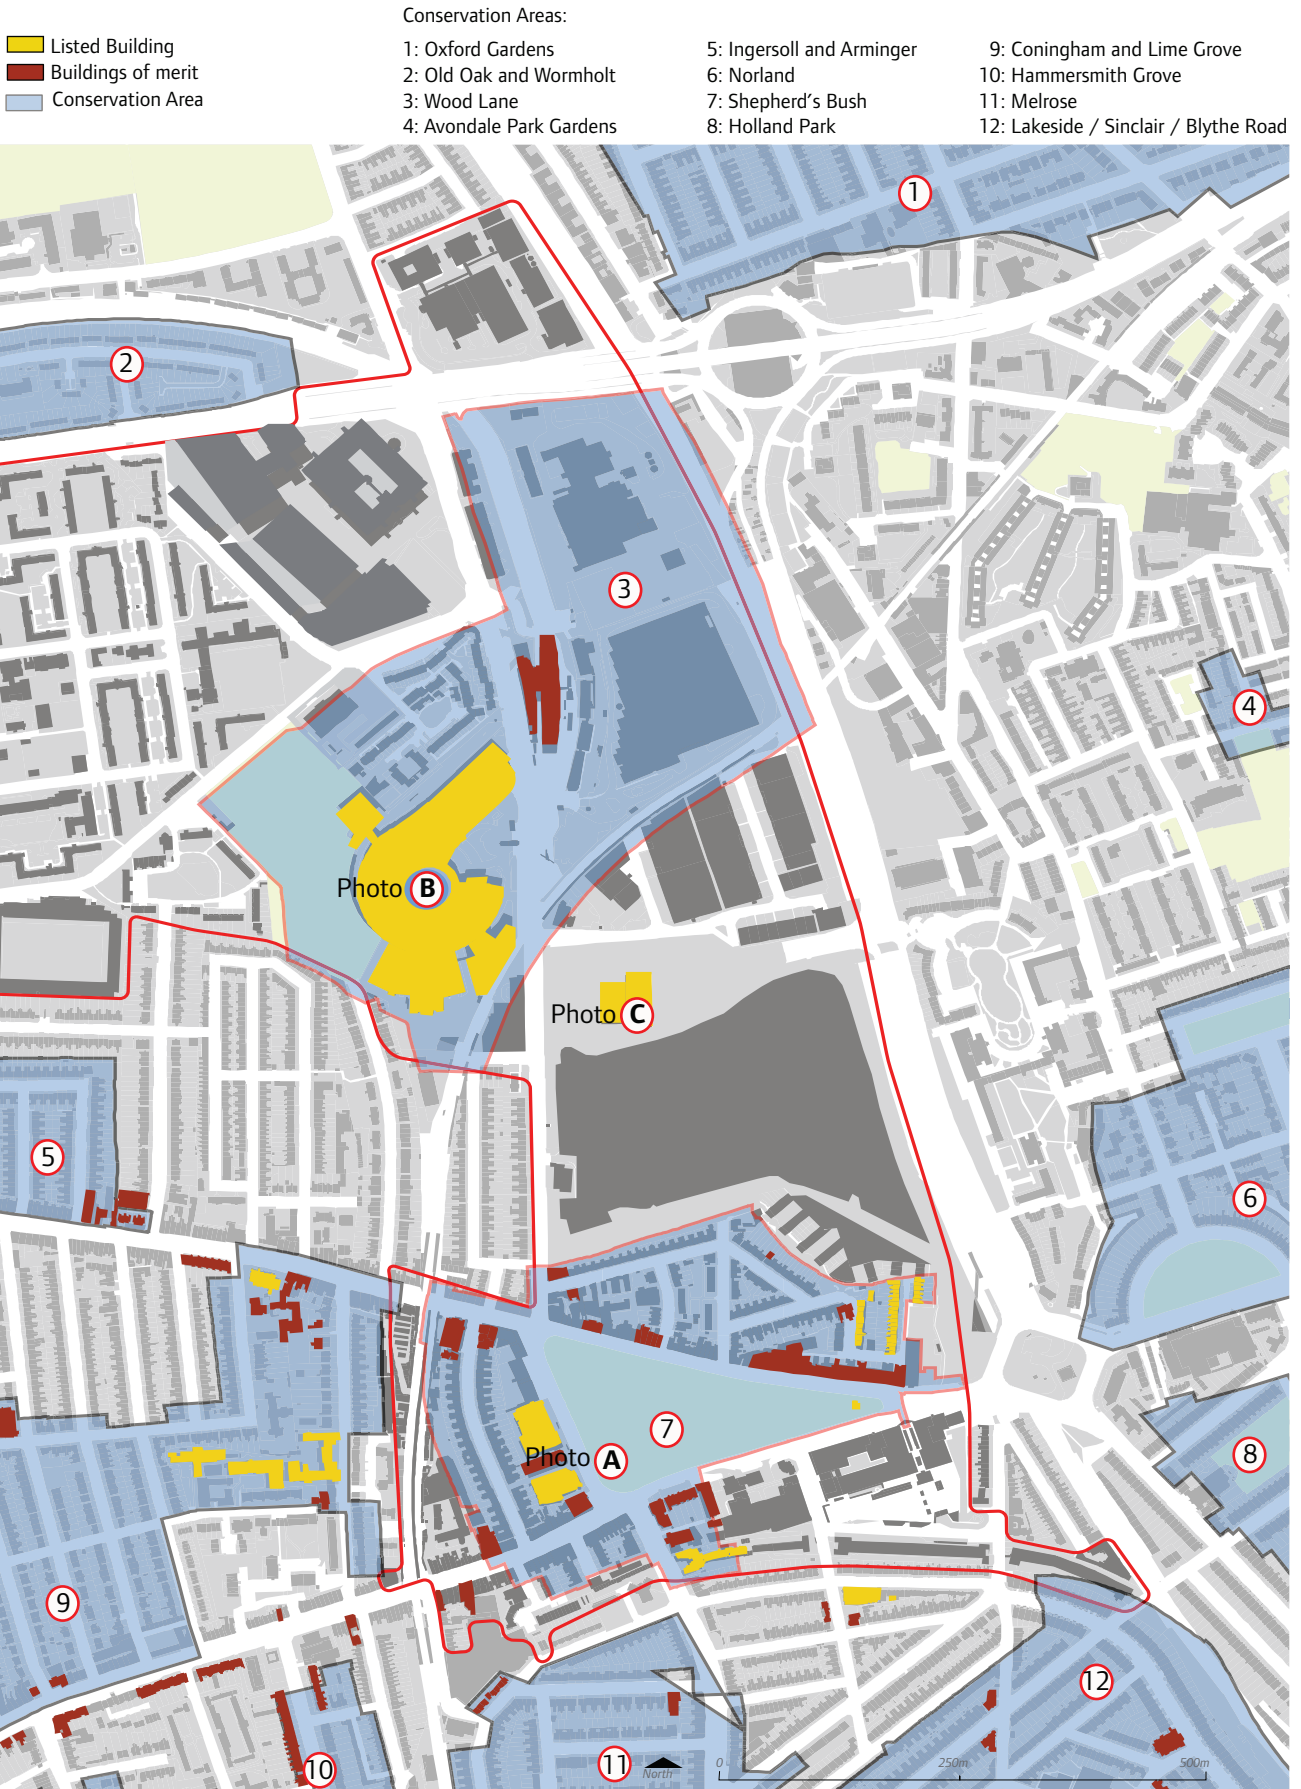 Conservation Areas:
Listed Building
Buildings of merit
Conservation Area
1: Oxford Gardens
2: Old Oak and Wormholt
3: Wood Lane
4: Avondale Park Gardens
5: Ingersoll and Arminger
6: Norland
7: Shepherd's Bush
8: Holland Park
9: Coningham and Lime Grove
10: Hammersmith Grove
11: Melrose
12: Lakeside / Sinclair / Blythe Road
1
2
3
4
Photo B
Photo C
5
6
7
Photo A
8
9
12
10
11
North
0 250m 500m